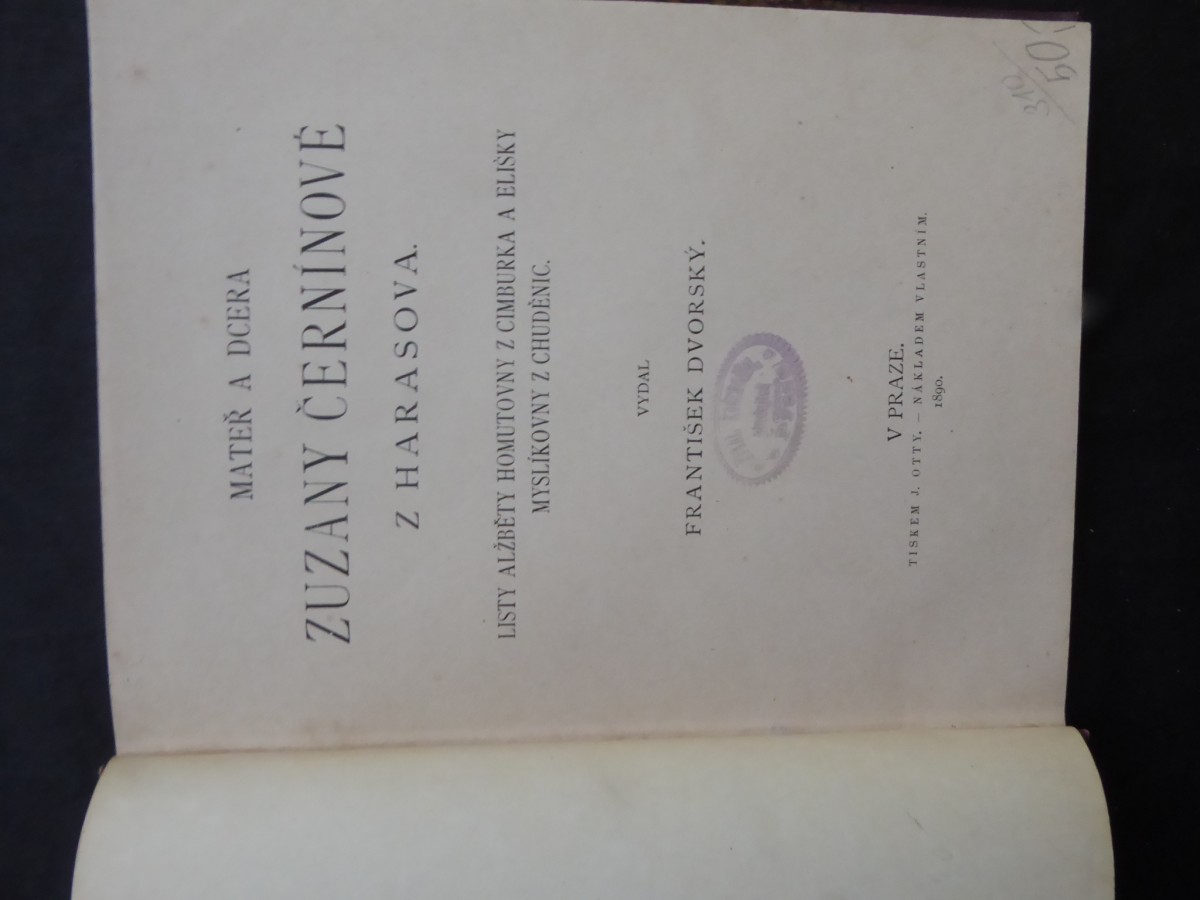 MATEŘ A DCERA
ZUZANY ČERNÍNOVÉ
Z HARASOVA.
LISTY ALŽBĚTY HOMUTOVNY Z CIMBURKA A ELIŠKY
MYSLÍKOVNY Z CHUDĚNIC.
VYDAL
FRANTIŠEK DVORSKÝ.
V PRAZE.
TISKEM J. OTTY. — NÁKLADEM VLASTNÍM.
1890.